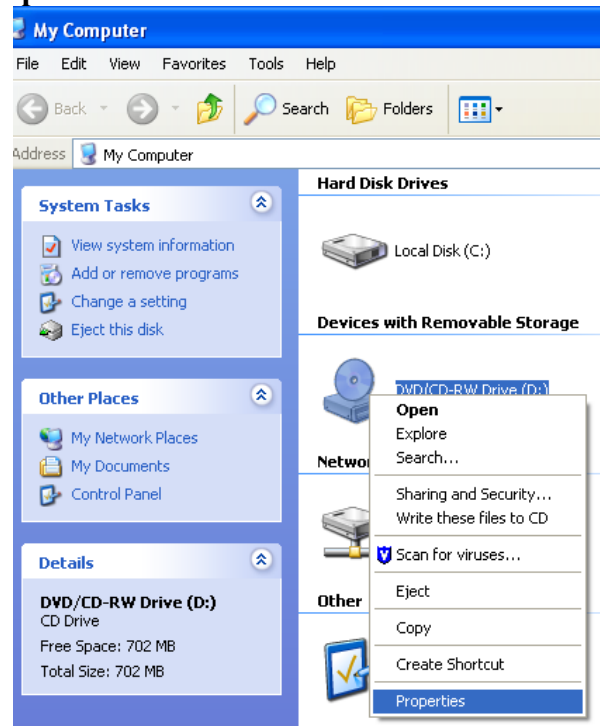 My Computer
File Edit View Favorites Tools Help
Back Search Folders
Address My Computer
System Tasks
View system information
Add or remove programs
Change a setting
Eject this disk
Other Places
My Network Places
My Documents
Control Panel
Details
DVD/CD-RW Drive (D:)
CD Drive
Free Space: 702 MB
Total Size: 702 MB
Hard Disk Drives
Local Disk (C:)
Devices with Removable Storage
DVD/CD-RW Drive (D:)
Open
Explore
Search...
Sharing and Security...
Write these files to CD
Scan for viruses...
Eject
Copy
Create Shortcut
Properties
Other